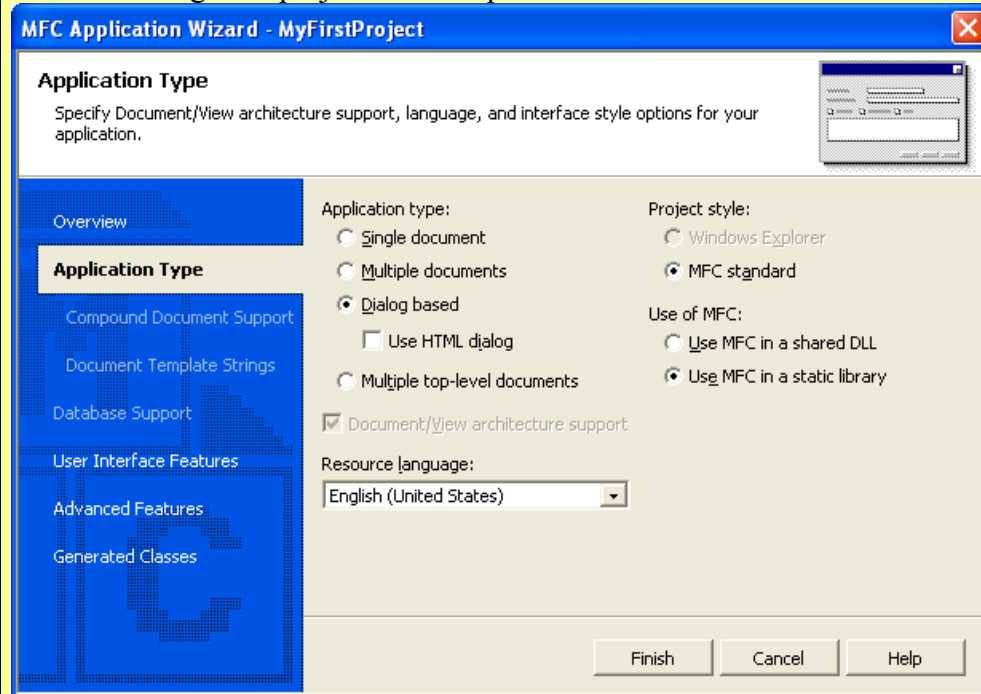 MFC Application Wizard - MyFirstProject
Application Type
Specify Document/View architecture support, language, and interface style options for your
application.
Overview
Application Type
Compound Document Support
Document Template Strings
Database Support
User Interface Features
Advanced Features
Generated Classes
Application type:
Single document
Multiple documents
Dialog based
Use HTML dialog
Multiple top-level documents
Document/View architecture support
Resource language:
English (United States)
Project style:
Windows Explorer
MFC standard
Use of MFC:
Use MFC in a shared DLL
Use MFC in a static library
Finish Cancel Help